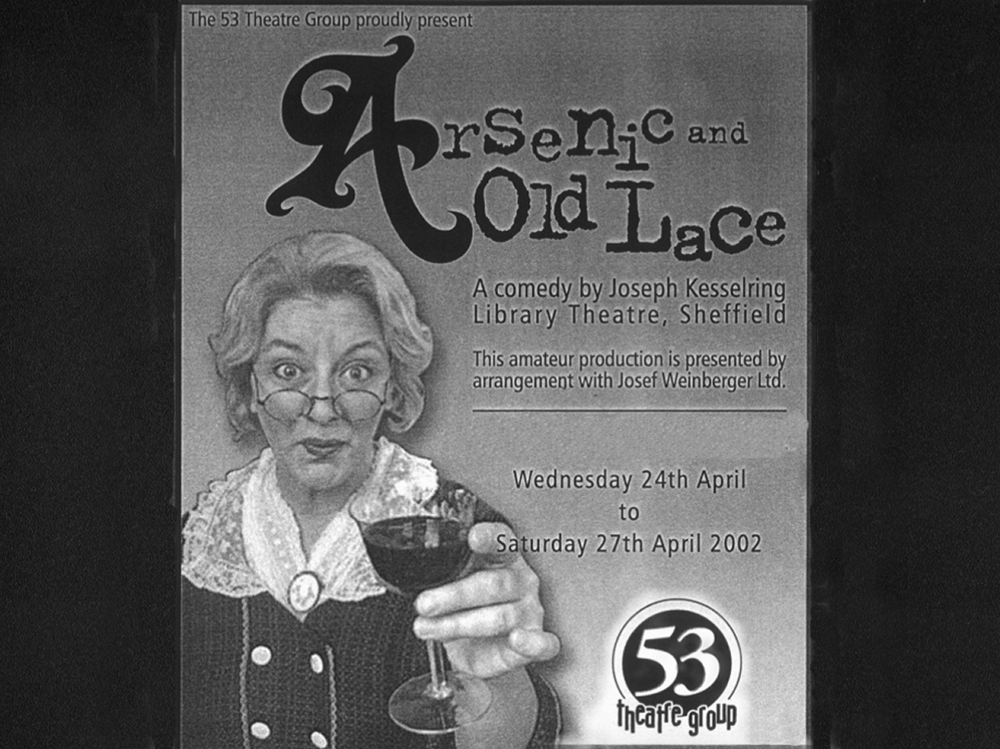 The 53 Theatre Group proudly present
Arsenic and
Old Lace
A comedy by Joseph Kesselring
Library Theatre, Sheffield
This amateur production is presented by
arrangement with Josef Weinberger Ltd.
Wednesday 24th April
to
Saturday 27th April 2002
53
theatre group